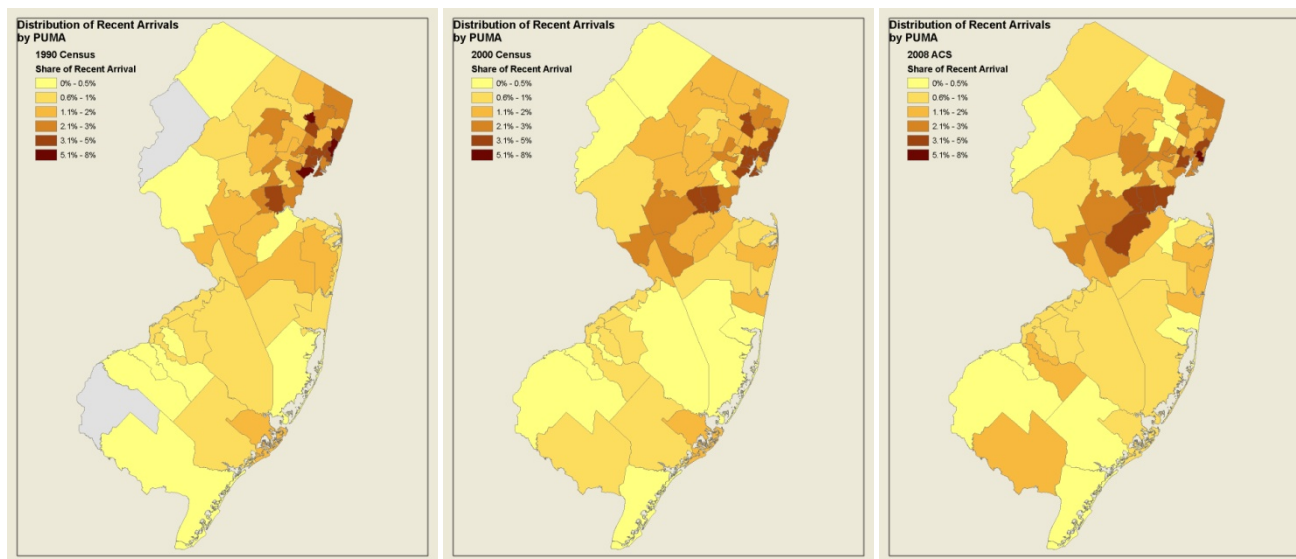 Distribution of Recent Arrivals
by PUMA
1990 Census
Share of Recent Arrival
0% - 0.5%
0.6% - 1%
1.1% - 2%
2.1% - 3%
3.1% - 5%
5.1% - 8%
Distribution of Recent Arrivals
by PUMA
2000 Census
Share of Recent Arrival
0% - 0.5%
0.6% - 1%
1.1% - 2%
2.1% - 3%
3.1% - 5%
5.1% - 8%
Distribution of Recent Arrivals
by PUMA
2008 ACS
Share of Recent Arrival
0% - 0.5%
0.6% - 1%
1.1% - 2%
2.1% - 3%
3.1% - 5%
5.1% - 8%